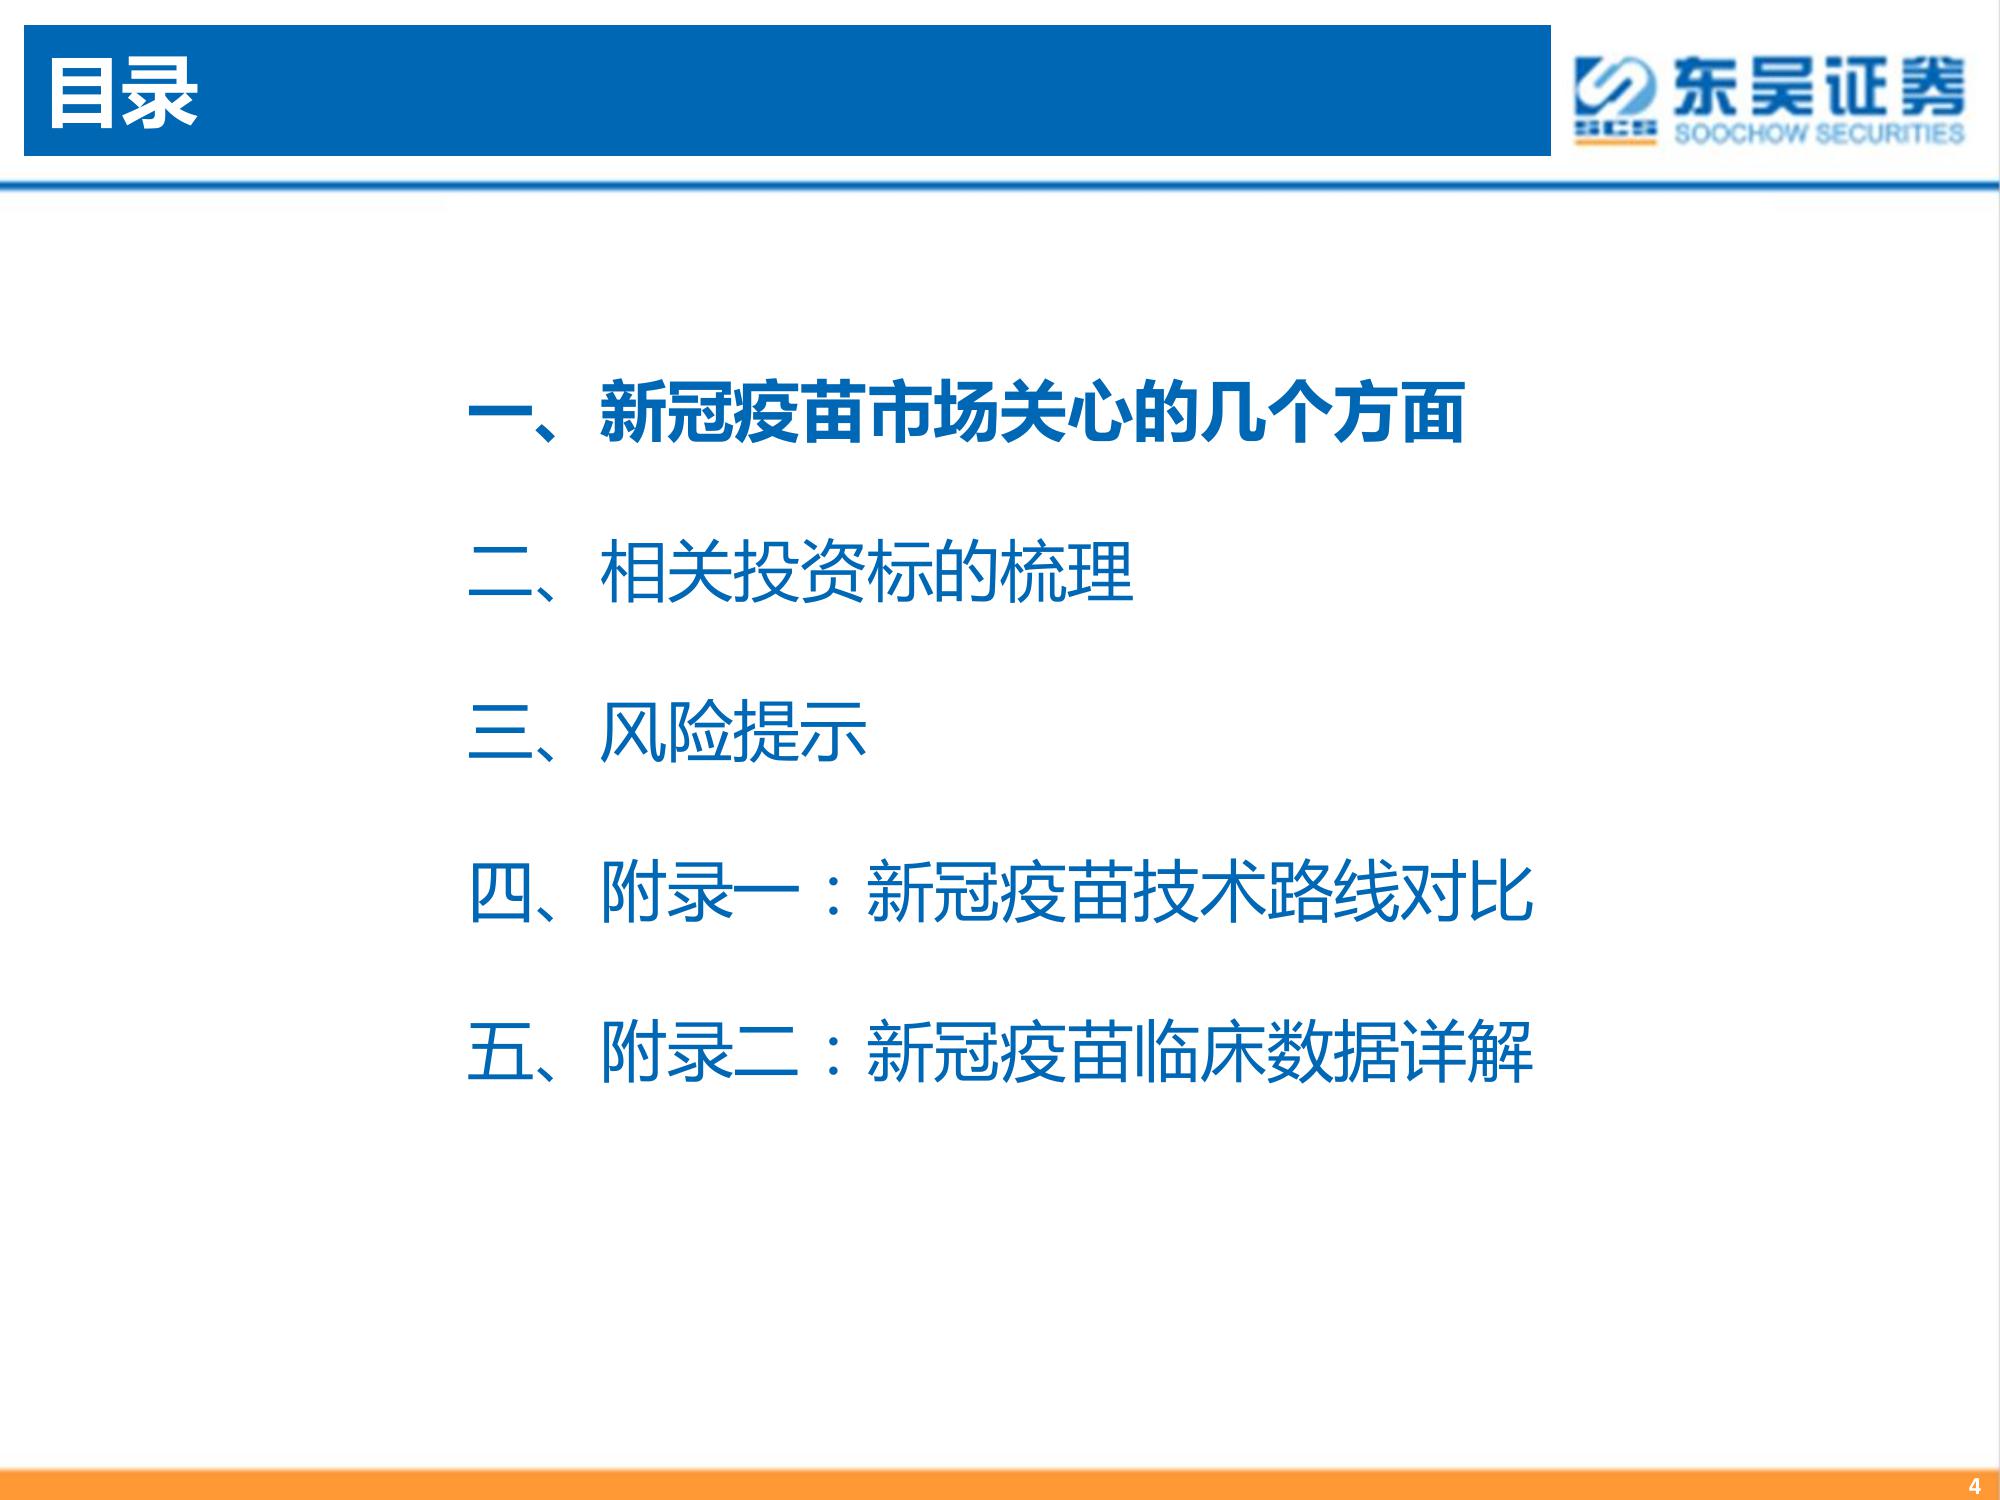 目录
东吴证券
SCS
SOOCHOW SECURITIES
一、新冠疫苗市场关心的几个方面
二、相关投资标的梳理
三、风险提示
四、附录一：新冠疫苗技术路线对比
五、附录二：新冠疫苗临床数据详解
4